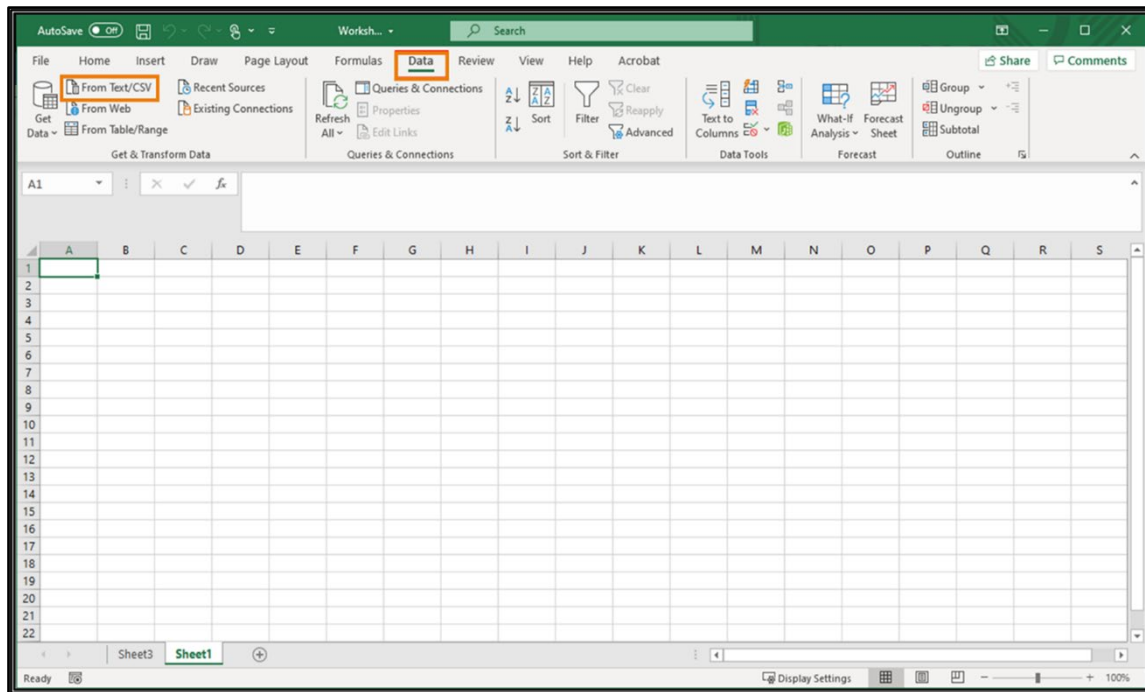 AutoSave Off Worksh... Search
File Home Insert Draw Page Layout Formulas Data Review View Help Acrobat Share Comments
Get Data
From Text/CSV
From Web
From Table/Range
Recent Sources
Existing Connections
Get & Transform Data
Refresh All
Queries & Connections
Properties
Edit Links
Queries & Connections
Sort
Filter
Clear
Reapply
Advanced
Sort & Filter
Text to Columns
Data Tools
What-If Analysis
Forecast Sheet
Forecast
Group
Ungroup
Subtotal
Outline
A1 fx
A B C D E F G H I J K L M N O P Q R S
1
2
3
4
5
6
7
8
9
10
11
12
13
14
15
16
17
18
19
20
21
22
Sheet3 Sheet1
Ready Display Settings 100%